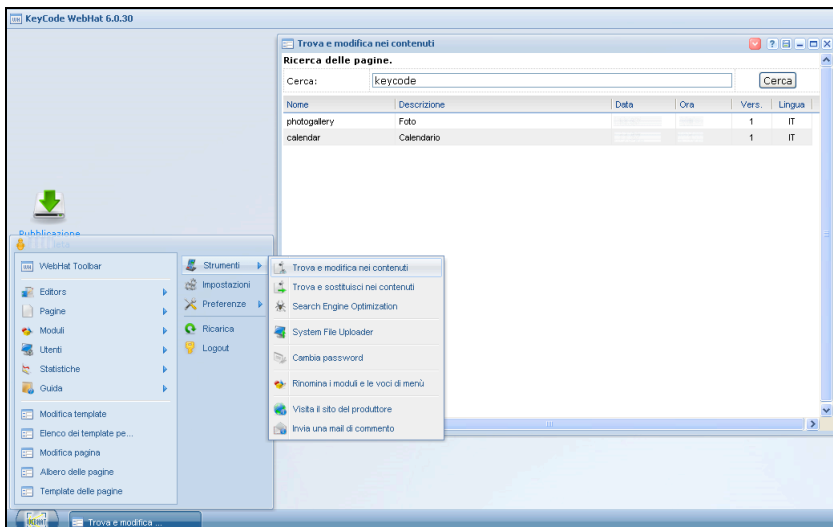 KeyCode WebHat 6.0.30
Trova e modifica nei contenuti
Ricerca delle pagine.
Cerca: keycode Cerca
Nome Descrizione Data Ora Vers. Lingua
photogallery Foto 1 IT
calendar Calendario 1 IT
Pubblicazione
WebHat Toolbar
Editors
Pagine
Moduli
Utenti
Statistiche
Guida
Modifica template
Elenco dei template pe...
Modifica pagina
Albero delle pagine
Template delle pagine
Strumenti
Impostazioni
Preferenze
Ricarica
Logout
Trova e modifica nei contenuti
Trova e sostituisci nei contenuti
Search Engine Optimization
System File Uploader
Cambia password
Rinomina i moduli e le voci di menù
Visita il sito del produttore
Invia una mail di commento
WEBHAT
Trova e modifica ...